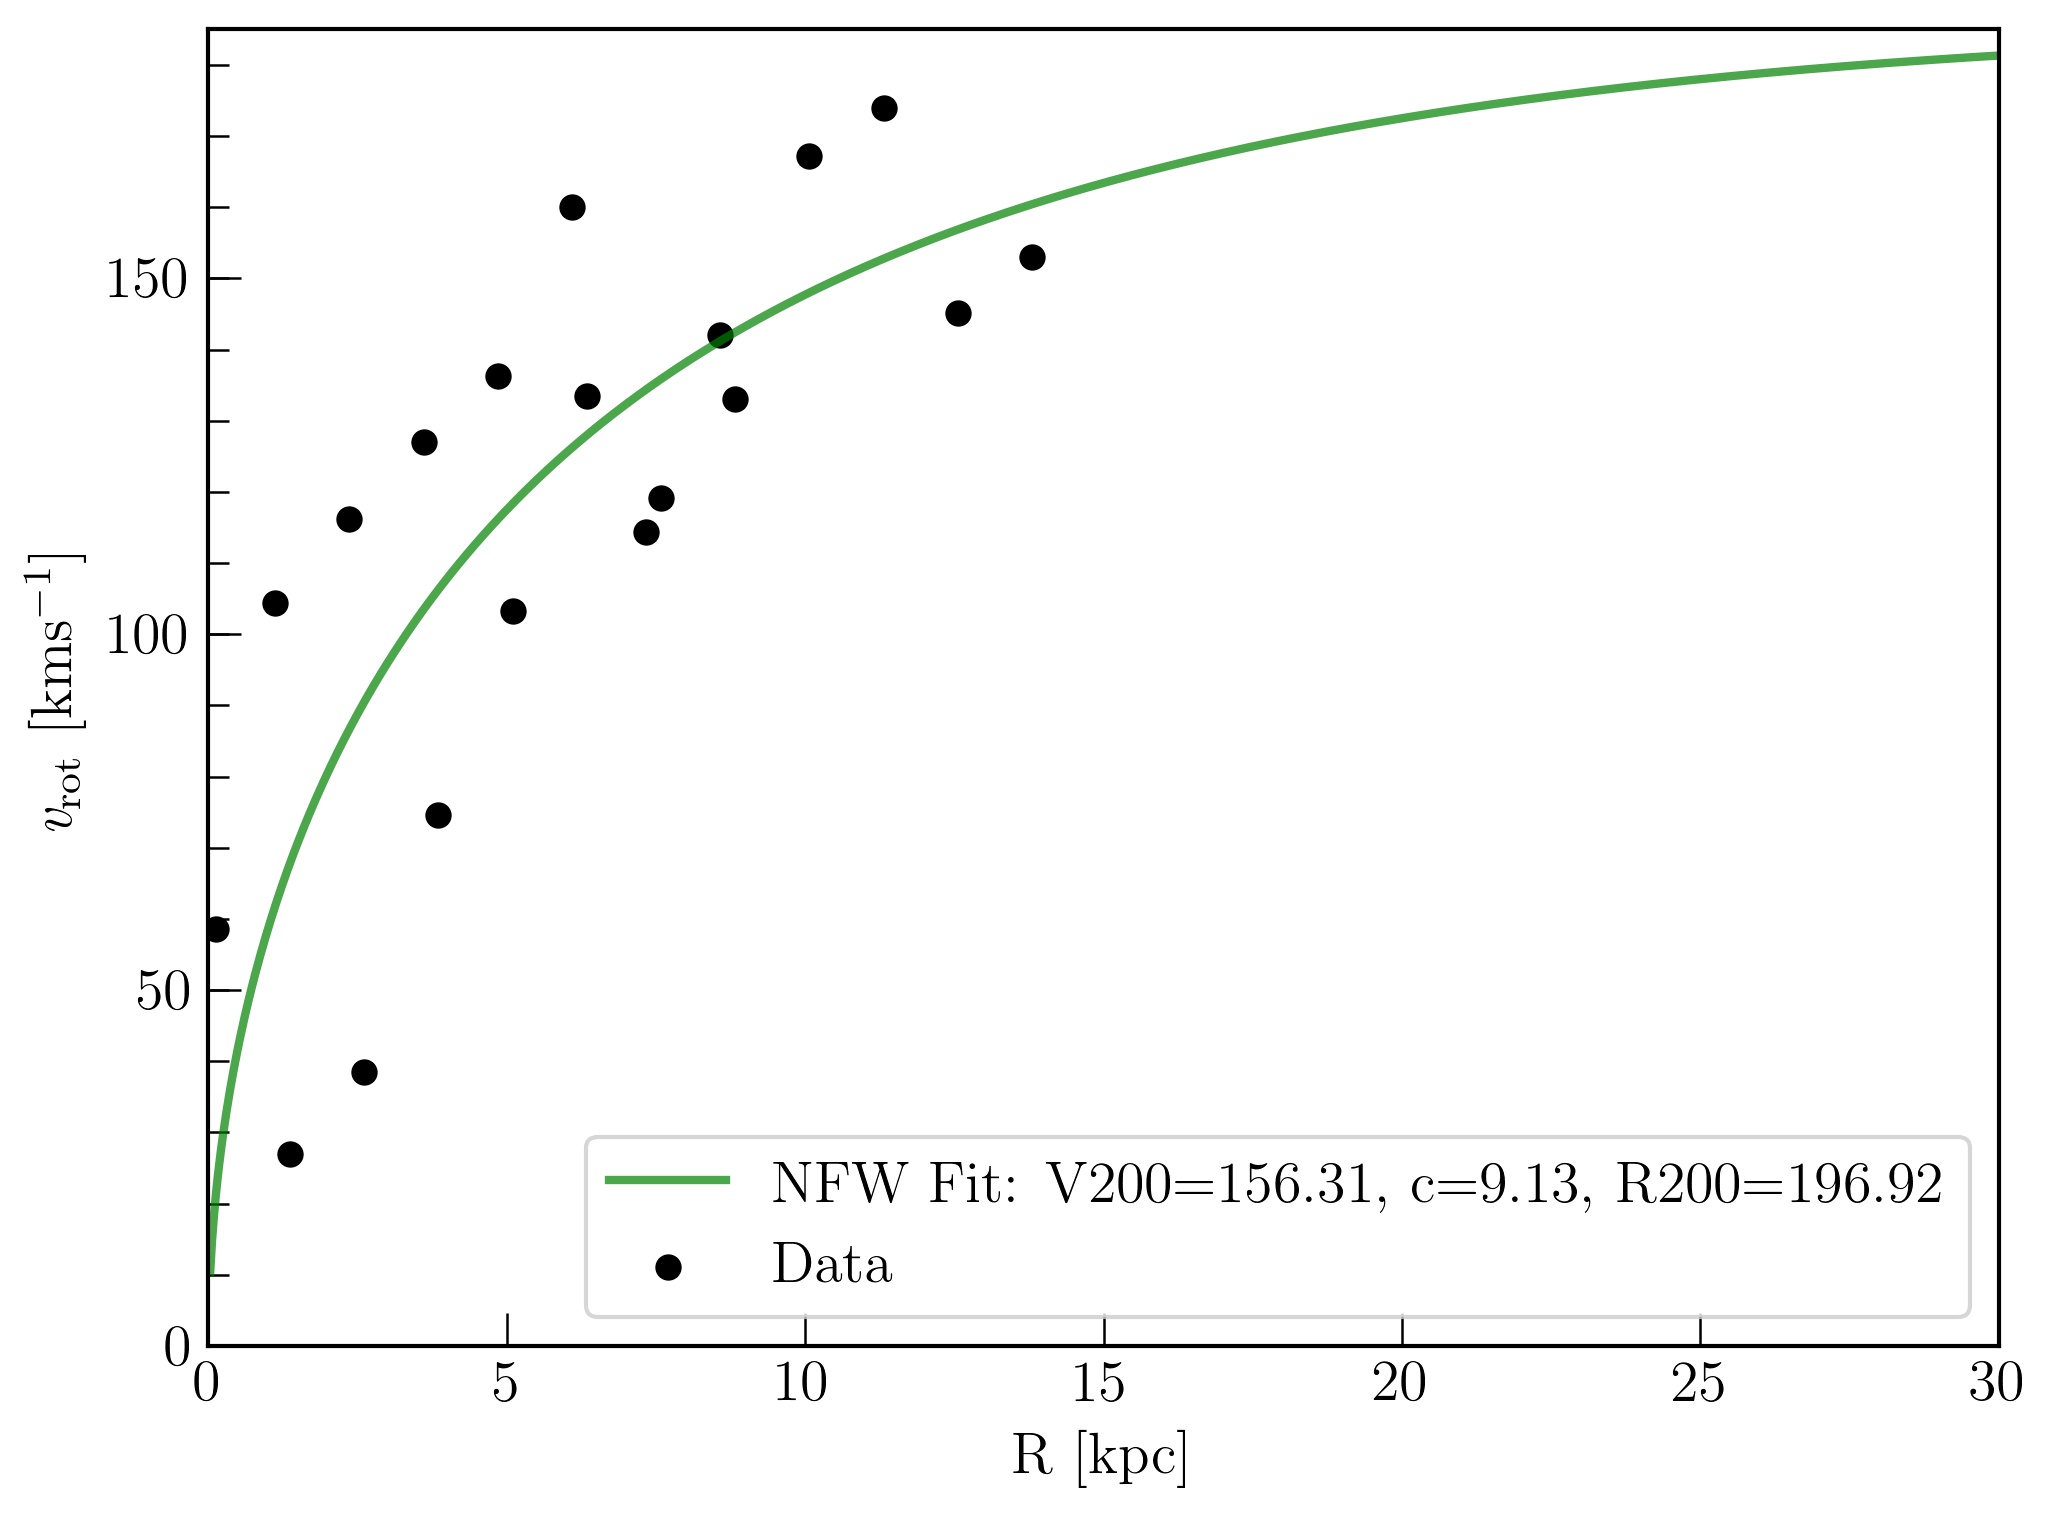 150
100
50
0
v_rot [kms⁻¹]
NFW Fit: V200=156.31, c=9.13, R200=196.92
Data
0 5 10 15 20 25 30
R [kpc]